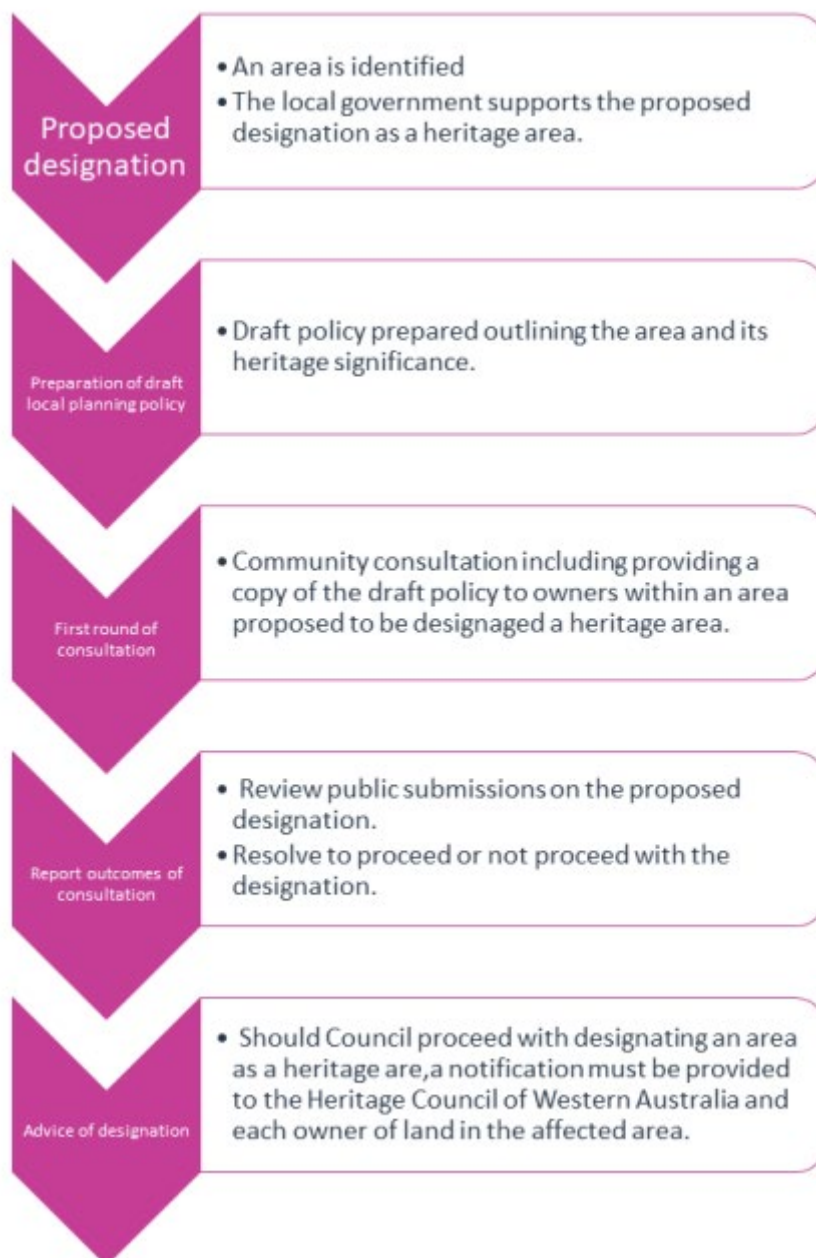 Proposed
designation
•An area is identified
•The local government supports the proposed
designation as a heritage area.
Preparation of draft
local planning policy
•Draft policy prepared outlining the area and its
heritage significance.
First round of
consultation
•Community consultation including providing a
copy of the draft policy to owners within an area
proposed to be designaged a heritage area.
Report outcomes of
consultation
• Review public submissions on the proposed
designation.
•Resolve to proceed or not proceed with the
designation.
Advice of designation
• Should Council proceed with designating an area
as a heritage are,a notification must be provided
to the Heritage Council of Western Australia and
each owner of land in the affected area.